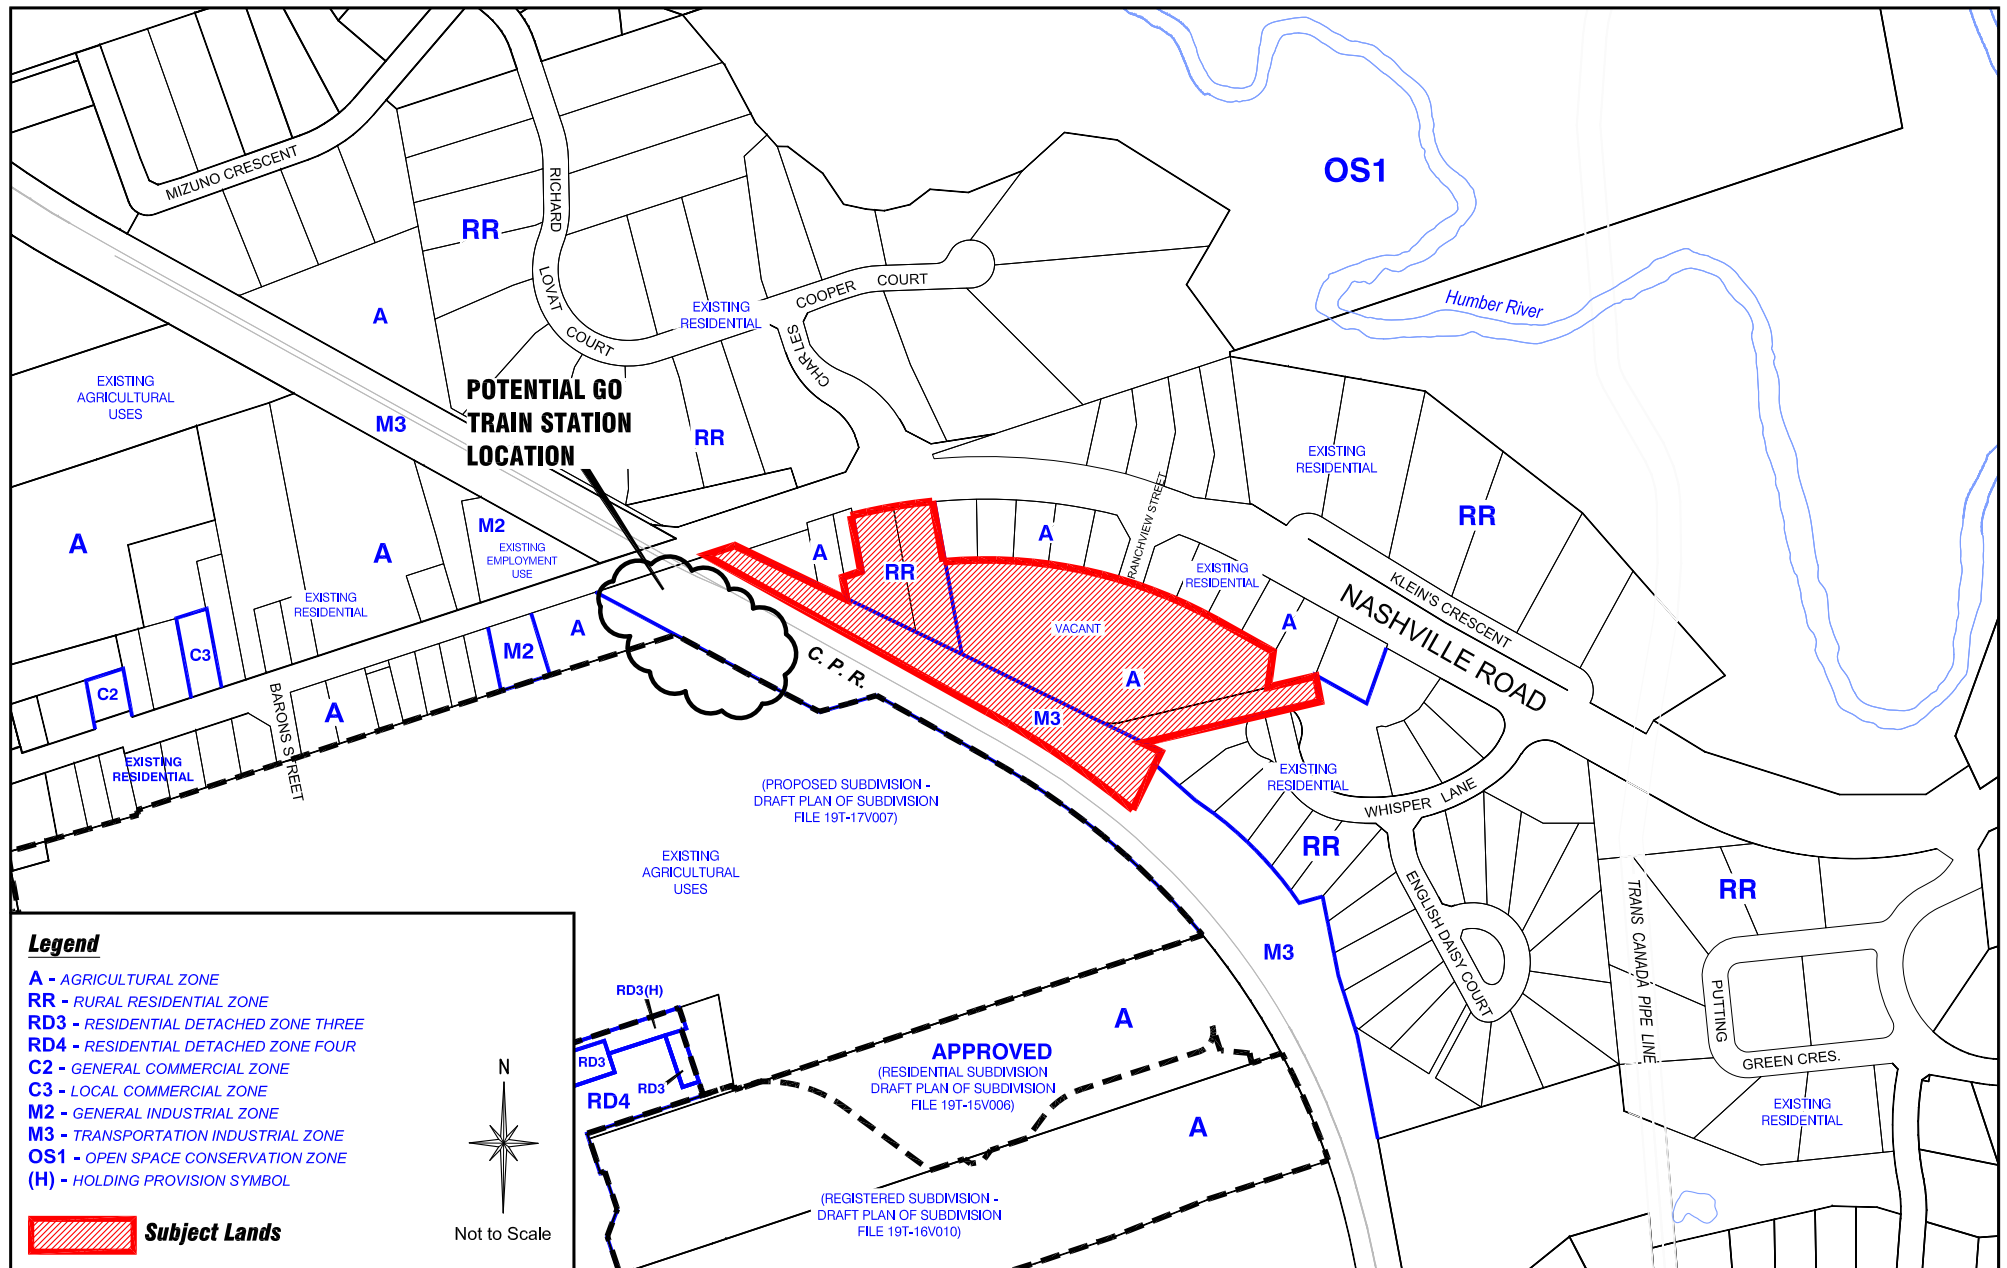 MIZUNO CRESCENT
RICHARD
LOVAT
COURT
RR
OS1
COOPER
COURT
CHARLES
EXISTING
RESIDENTIAL
Humber River
A
EXISTING
AGRICULTURAL
USES
M3
POTENTIAL GO
TRAIN STATION
LOCATION
RR
EXISTING
RESIDENTIAL
RR
A
A
M2
EXISTING
EMPLOYMENT
USE
A
RR
A
RANCHVIEW STREET
EXISTING
RESIDENTIAL
KLEIN'S CRESCENT
NASHVILLE ROAD
EXISTING
RESIDENTIAL
A
M2
C3
C2
A
BARONS STREET
EXISTING
RESIDENTIAL
C. P. R.
VACANT
A
M3
A
EXISTING
RESIDENTIAL
WHISPER LANE
RR
ENGLISH DAISY COURT
TRANS CANADA PIPE LINE
RR
PUTTING
GREEN CRES.
EXISTING
RESIDENTIAL
(PROPOSED SUBDIVISION -
DRAFT PLAN OF SUBDIVISION
FILE 19T-17V007)
EXISTING
AGRICULTURAL
USES
M3
RD3(H)
RD3
RD3
RD4
A
APPROVED
(RESIDENTIAL SUBDIVISION
DRAFT PLAN OF SUBDIVISION
FILE 19T-15V006)
A
(REGISTERED SUBDIVISION -
DRAFT PLAN OF SUBDIVISION
FILE 19T-16V010)
Legend
A - AGRICULTURAL ZONE
RR - RURAL RESIDENTIAL ZONE
RD3 - RESIDENTIAL DETACHED ZONE THREE
RD4 - RESIDENTIAL DETACHED ZONE FOUR
C2 - GENERAL COMMERCIAL ZONE
C3 - LOCAL COMMERCIAL ZONE
M2 - GENERAL INDUSTRIAL ZONE
M3 - TRANSPORTATION INDUSTRIAL ZONE
OS1 - OPEN SPACE CONSERVATION ZONE
(H) - HOLDING PROVISION SYMBOL
Subject Lands
N
Not to Scale